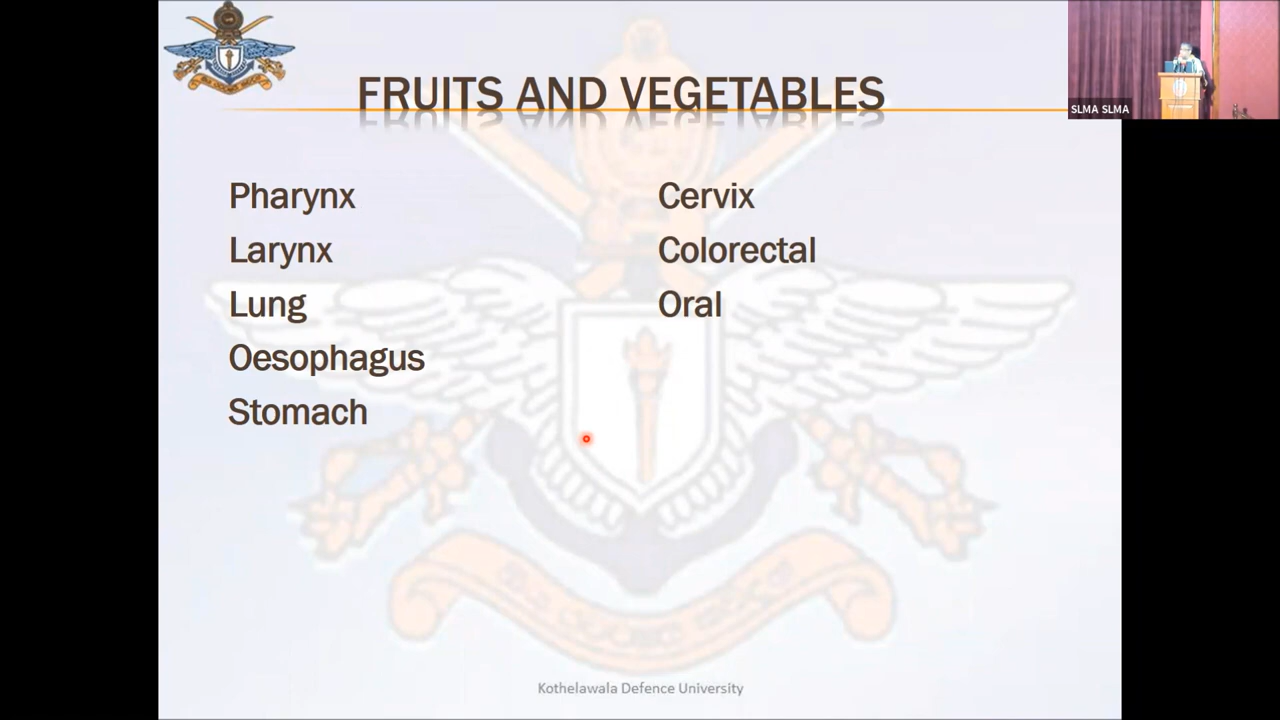 FRUITS AND VEGETABLES
SLMA SLMA
Pharynx
Larynx
Lung
Oesophagus
Stomach
Cervix
Colorectal
Oral
Kothelawala Defence University